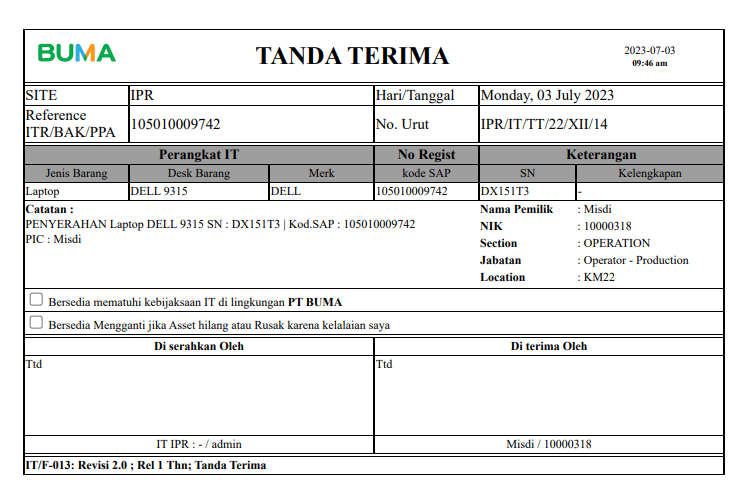 BUMA
TANDA TERIMA
2023-07-03
09:46 am
SITE IPR Hari/Tanggal Monday, 03 July 2023
Reference
ITR/BAK/PPA 105010009742 No. Urut IPR/IT/TT/22/XII/14
Perangkat IT No Regist Keterangan
Jenis Barang Desk Barang Merk kode SAP SN Kelengkapan
Laptop DELL 9315 DELL 105010009742 DX151T3 -
Catatan :
PENYERAHAN Laptop DELL 9315 SN : DX151T3 | Kod.SAP : 105010009742
PIC : Misdi
Nama Pemilik : Misdi
NIK : 10000318
Section : OPERATION
Jabatan : Operator - Production
Location : KM22
Bersedia mematuhi kebijaksaan IT di lingkungan PT BUMA
Bersedia Mengganti jika Asset hilang atau Rusak karena kelalaian saya
Di serahkan Oleh Di terima Oleh
Ttd Ttd
IT IPR : - / admin Misdi / 10000318
IT/F-013: Revisi 2.0 ; Rel 1 Thn; Tanda Terima